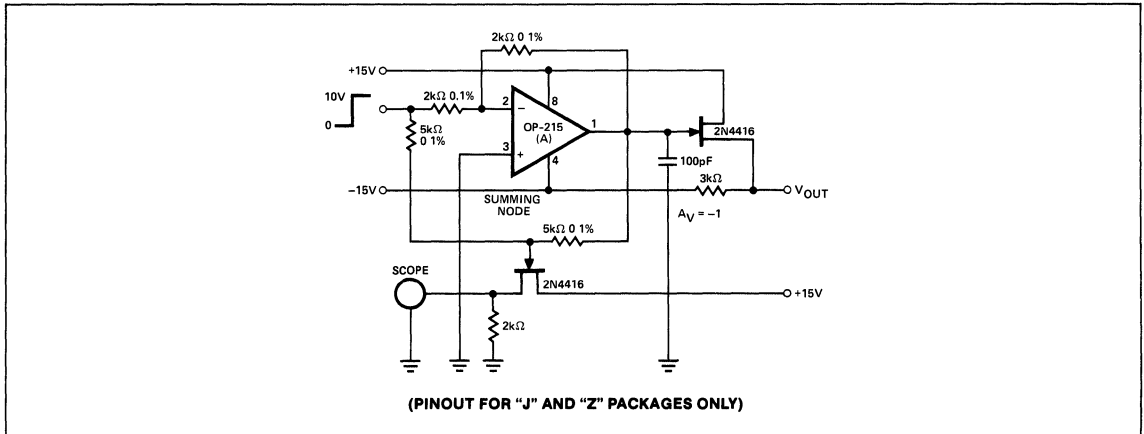 2kΩ 0 1%
+15V
10V
2kΩ 0.1%
2
8
0
5kΩ
0 1%
OP-215
(A)
1
2N4416
3
4
100pF
3kΩ
-15V
VOUT
SUMMING
NODE
AV = -1
5kΩ 0 1%
SCOPE
2N4416
+15V
2kΩ
(PINOUT FOR "J" AND "Z" PACKAGES ONLY)